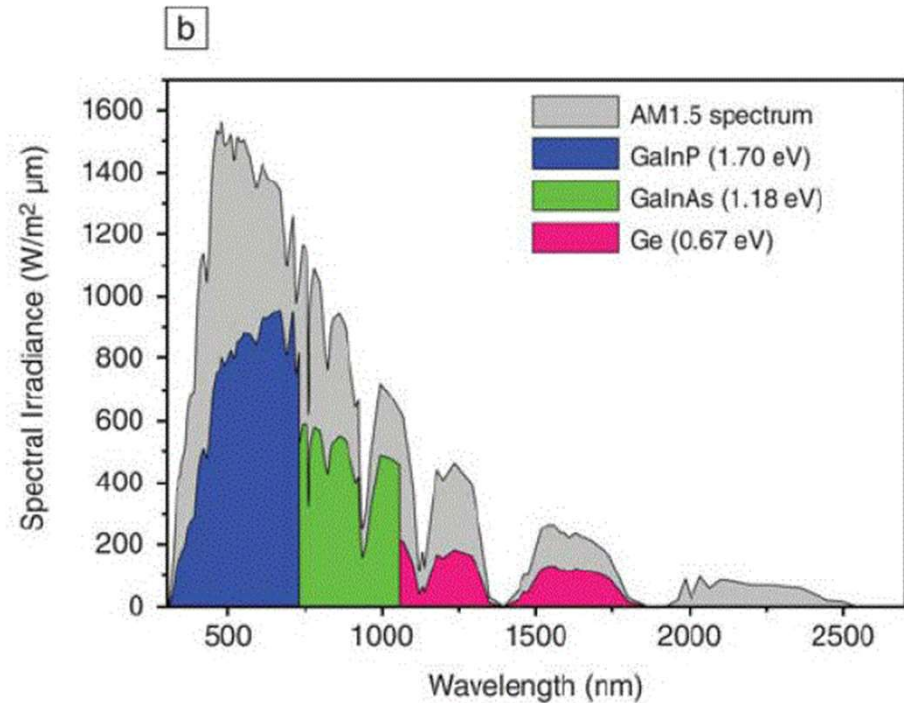 b
1600
1400
1200
1000
800
600
400
200
0
Spectral Irradiance (W/m² µm)
AM1.5 spectrum
GaInP (1.70 eV)
GaInAs (1.18 eV)
Ge (0.67 eV)
500 1000 1500 2000 2500
Wavelength (nm)